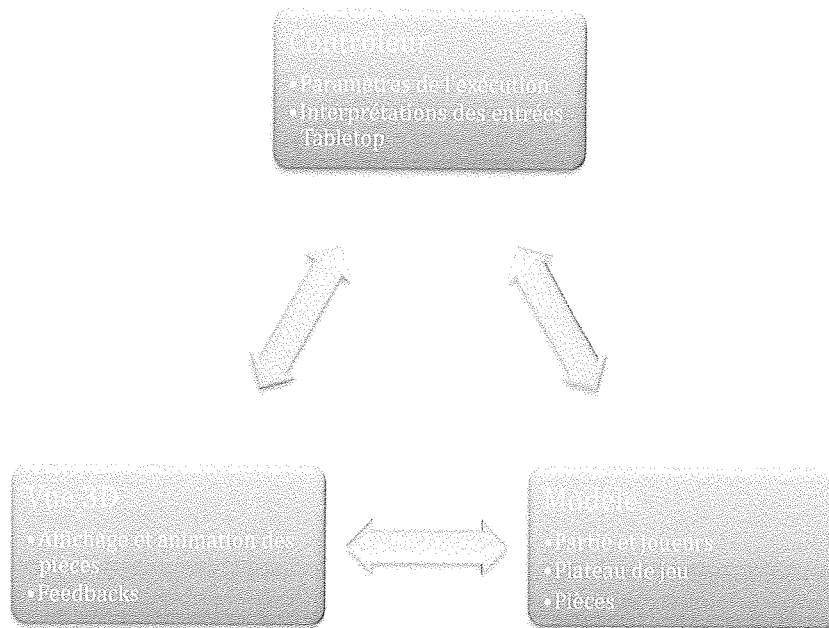 Contrôleur
•Paramètres de l'exécution
•Interprétations des entrées
Tabletop
Vue 3D
•Affichage et animation des
pièces
•Feedbacks
Modèle
•Partie et joueurs
•Plateau de jeu
•Pièces